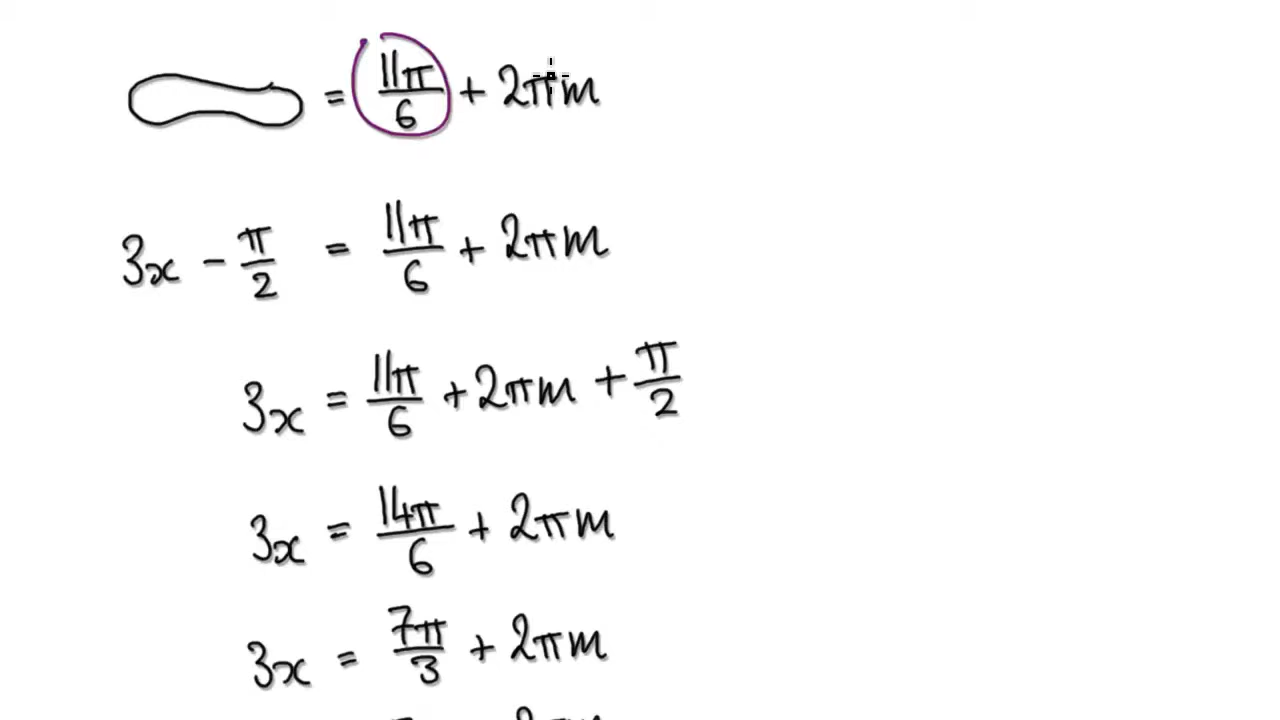 = 11π/6 + 2πm
3x - π/2 = 11π/6 + 2πm
3x = 11π/6 + 2πm + π/2
3x = 14π/6 + 2πm
3x = 7π/3 + 2πm